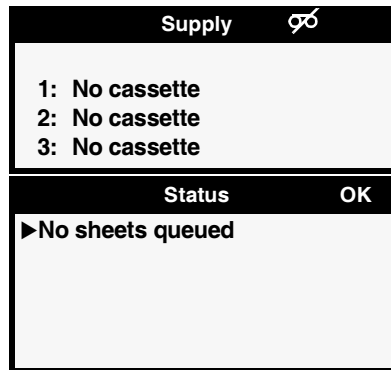 Supply
1: No cassette
2: No cassette
3: No cassette
Status OK
▶No sheets queued